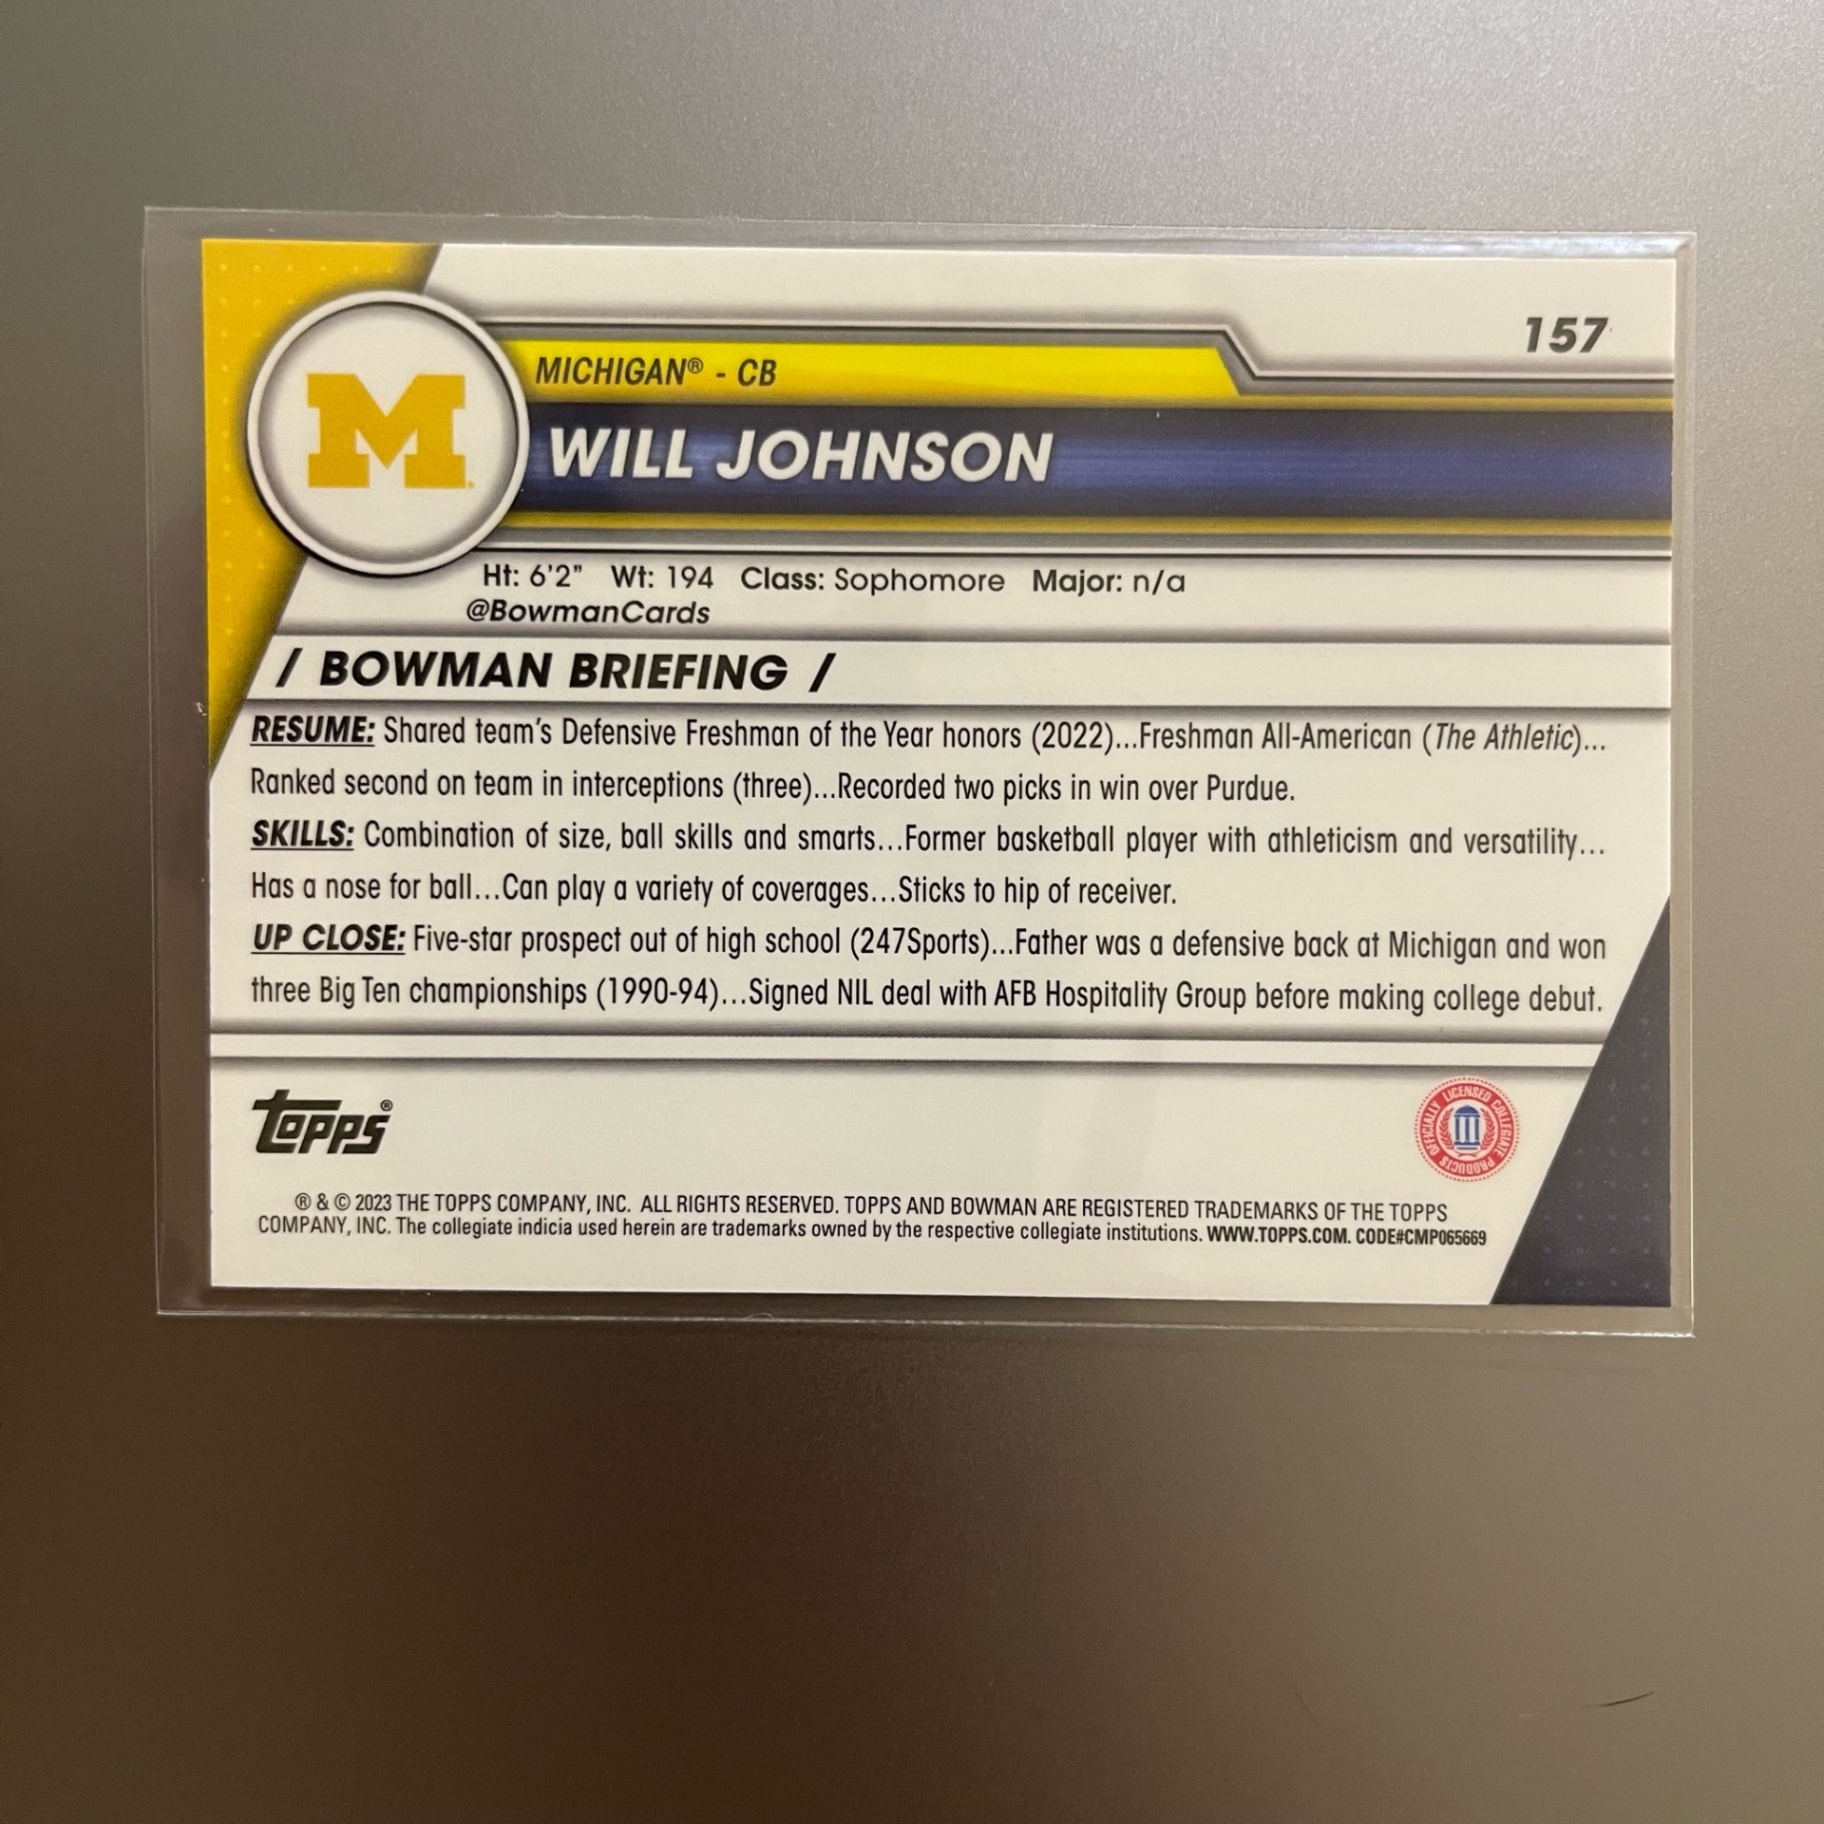 157
MICHIGAN® - CB
M
WILL JOHNSON
Ht: 6'2" Wt: 194 Class: Sophomore Major: n/a
@BowmanCards
/ BOWMAN BRIEFING /
RESUME: Shared team's Defensive Freshman of the Year honors (2022)...Freshman All-American (The Athletic)...
Ranked second on team in interceptions (three)...Recorded two picks in win over Purdue.
SKILLS: Combination of size, ball skills and smarts...Former basketball player with athleticism and versatility...
Has a nose for ball...Can play a variety of coverages...Sticks to hip of receiver.
UP CLOSE: Five-star prospect out of high school (247Sports)...Father was a defensive back at Michigan and won
three Big Ten championships (1990-94)...Signed NIL deal with AFB Hospitality Group before making college debut.
topps®
OFFICIALLY LICENSED COLLEGIATE PRODUCTS
® & © 2023 THE TOPPS COMPANY, INC. ALL RIGHTS RESERVED. TOPPS AND BOWMAN ARE REGISTERED TRADEMARKS OF THE TOPPS
COMPANY, INC. The collegiate indicia used herein are trademarks owned by the respective collegiate institutions. WWW.TOPPS.COM. CODE#CMP065669